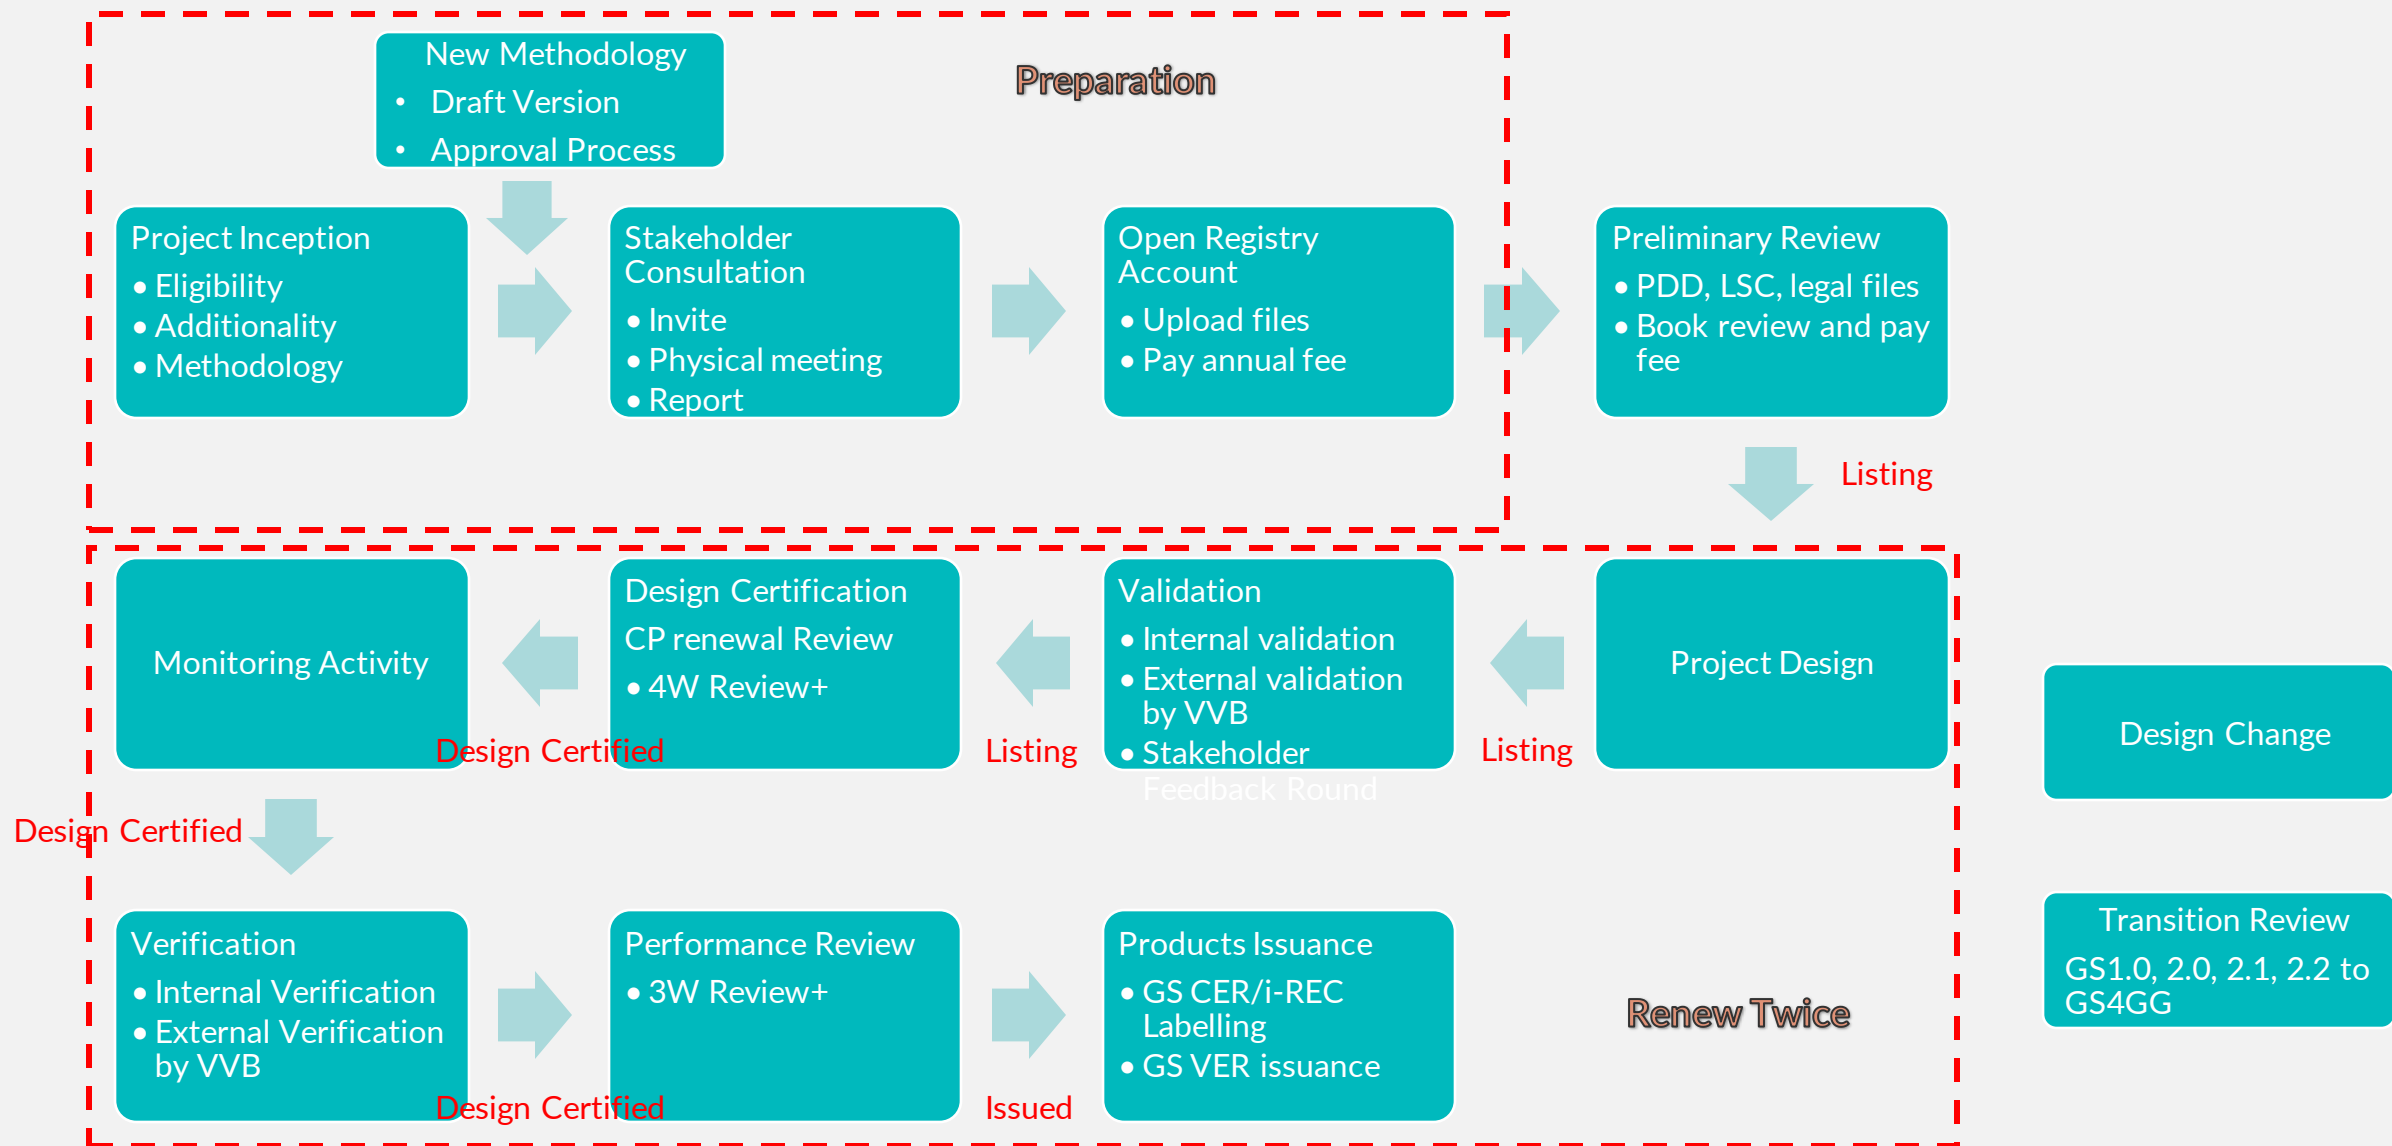 New Methodology
• Draft Version
• Approval Process
Preparation
Project Inception
• Eligibility
• Additionality
• Methodology
Stakeholder
Consultation
• Invite
• Physical meeting
• Report
Open Registry
Account
• Upload files
• Pay annual fee
Preliminary Review
• PDD, LSC, legal files
• Book review and pay
fee
Listing
Project Design
Listing
Validation
• Internal validation
• External validation
by VVB
• Stakeholder
Feedback Round
Listing
Design Certification
CP renewal Review
• 4W Review+
Design Certified
Monitoring Activity
Design Certified
Verification
• Internal Verification
• External Verification
by VVB
Design Certified
Performance Review
• 3W Review+
Issued
Products Issuance
• GS CER/i-REC
Labelling
• GS VER issuance
Renew Twice
Design Change
Transition Review
GS1.0, 2.0, 2.1, 2.2 to
GS4GG